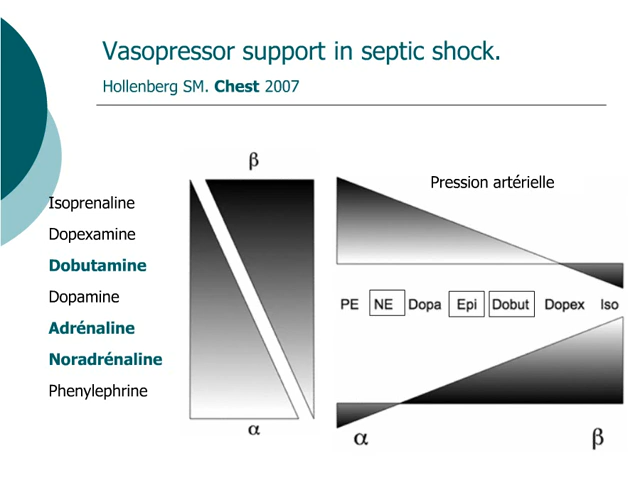 Vasopressor support in septic shock.
Hollenberg SM. Chest 2007
β
Isoprenaline
Dopexamine
Dobutamine
Dopamine
Adrénaline
Noradrénaline
Phenylephrine
α
Pression artérielle
PE NE Dopa Epi Dobut Dopex Iso
α β